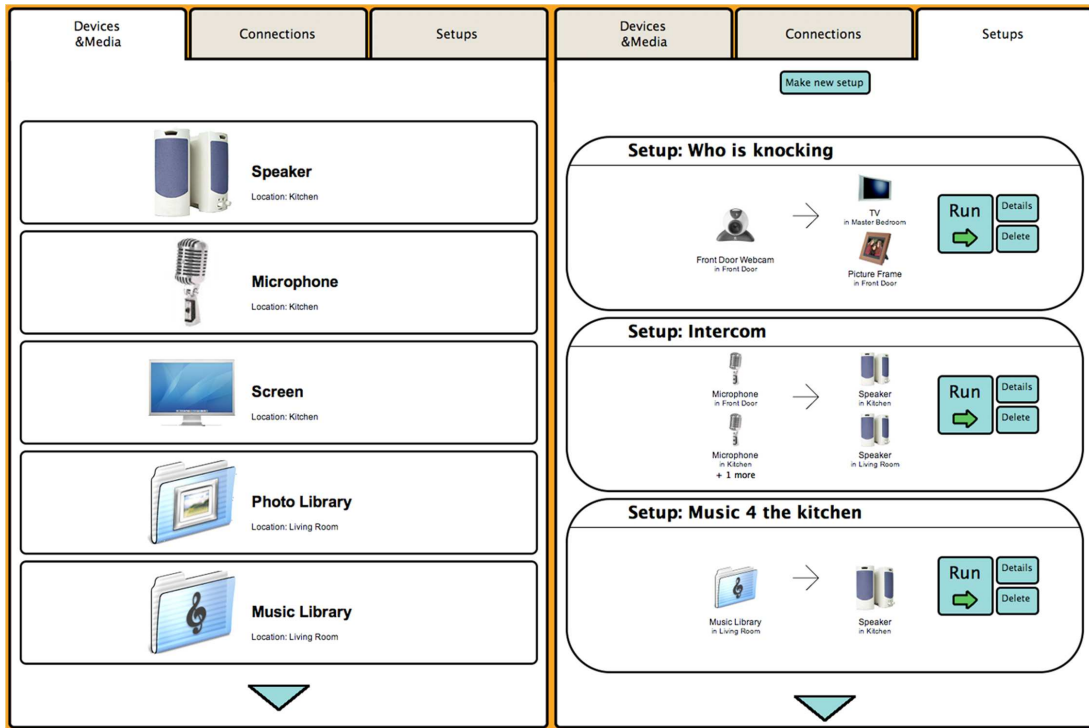 Devices
&Media
Connections
Setups
Speaker
Location: Kitchen
Microphone
Location: Kitchen
Screen
Location: Kitchen
Photo Library
Location: Living Room
Music Library
Location: Living Room
Devices
&Media
Connections
Setups
Make new setup
Setup: Who is knocking
Front Door Webcam
in Front Door
TV
in Master Bedroom
Picture Frame
in Front Door
Run
Details
Delete
Setup: Intercom
Microphone
in Front Door
Microphone
in Kitchen
+ 1 more
Speaker
in Kitchen
Speaker
in Living Room
Run
Details
Delete
Setup: Music 4 the kitchen
Music Library
in Living Room
Speaker
in Kitchen
Run
Details
Delete